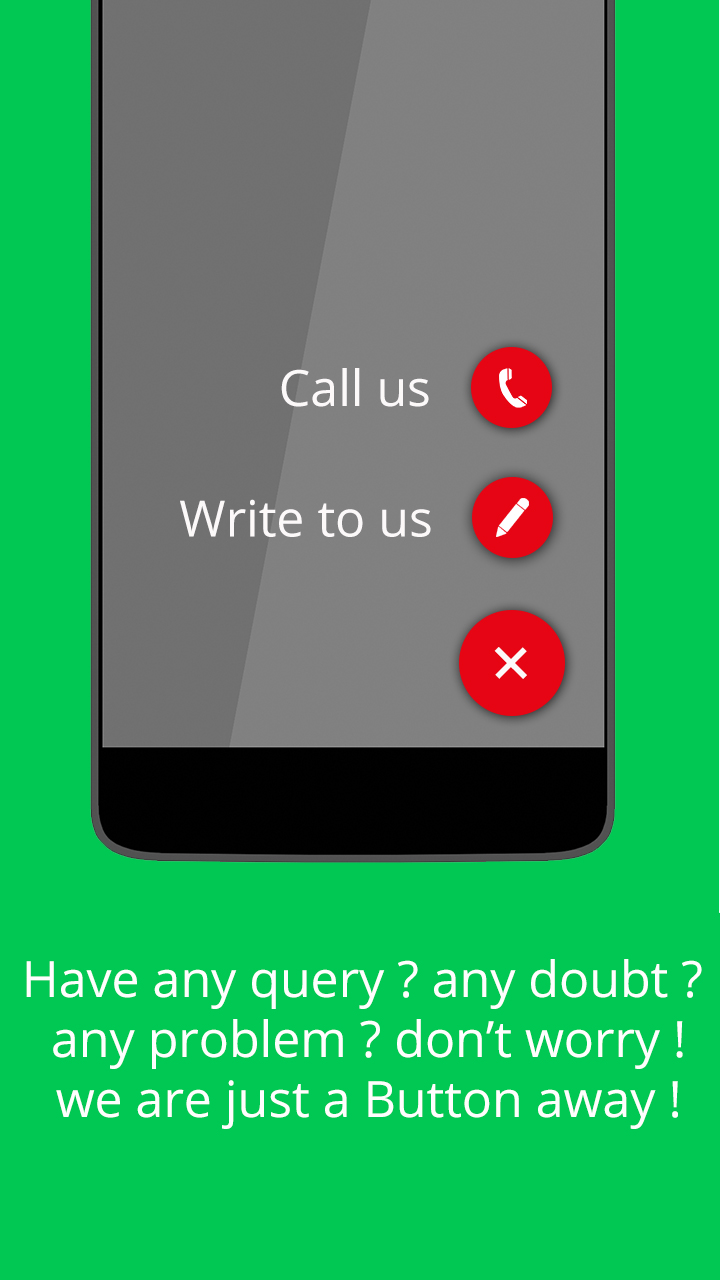 Call us
Write to us
Have any query ? any doubt ?
any problem ? don’t worry !
we are just a Button away !